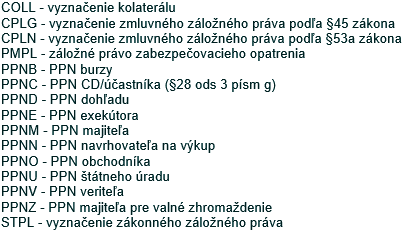 COLL - vyznačenie kolaterálu
CPLG - vyznačenie zmluvného záložného práva podľa §45 zákona
CPLN - vyznačenie zmluvného záložného práva podľa §53a zákona
PMPL - záložné právo zabezpečovacieho opatrenia
PPNB - PPN burzy
PPNC - PPN CD/účastníka (§28 ods 3 písm g)
PPND - PPN dohľadu
PPNE - PPN exekútora
PPNM - PPN majiteľa
PPNN - PPN navrhovateľa na výkup
PPNO - PPN obchodníka
PPNU - PPN štátneho úradu
PPNV - PPN veriteľa
PPNZ - PPN majiteľa pre valné zhromaždenie
STPL - vyznačenie zákonného záložného práva